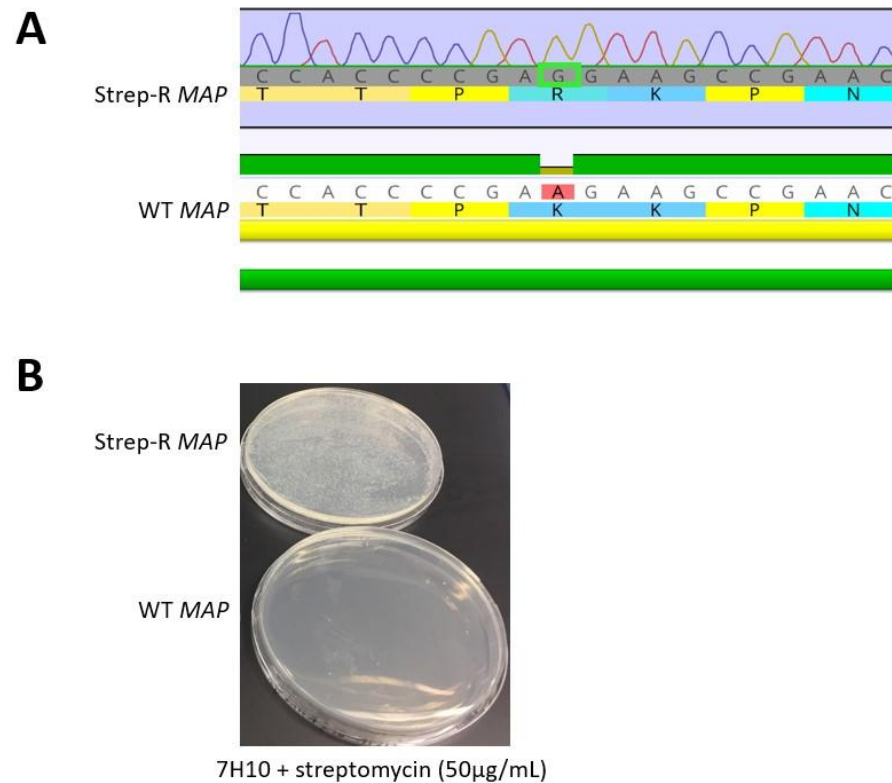 A
C C A C C C C G A G G A A G C C G A A C
Strep-R MAP
T T P R K P N
C C A C C C C G A A G A A G C C G A A C
WT MAP
T T P K K P N
B
Strep-R MAP
WT MAP
7H10 + streptomycin (50µg/mL)